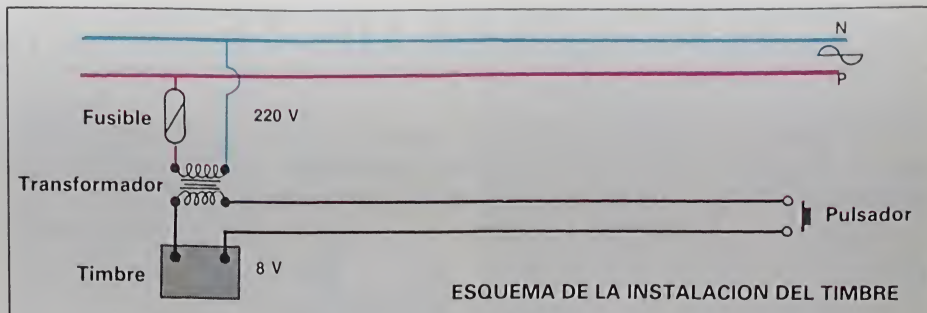 N
P
Fusible
220 V
Transformador
Pulsador
Timbre
8 V
ESQUEMA DE LA INSTALACION DEL TIMBRE